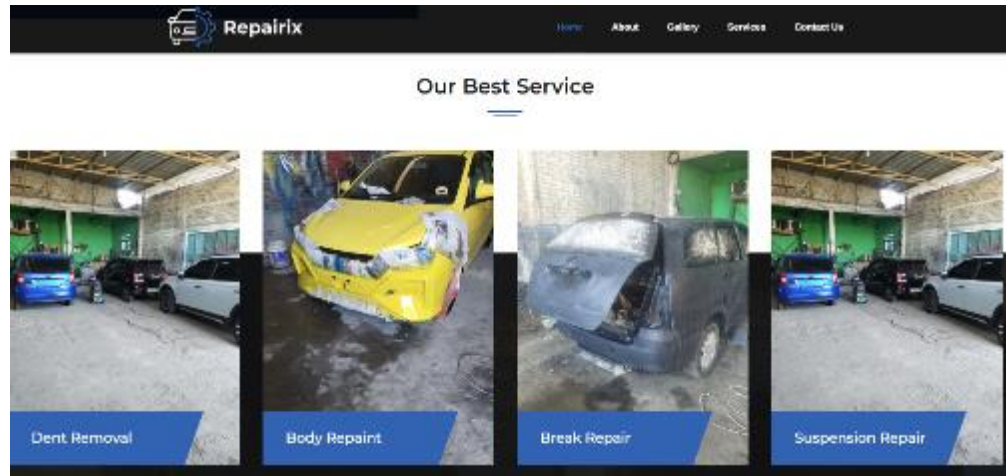 Repairix
Home About Gallery Services Contact Us
Our Best Service
Dent Removal
Body Repaint
Break Repair
Suspension Repair